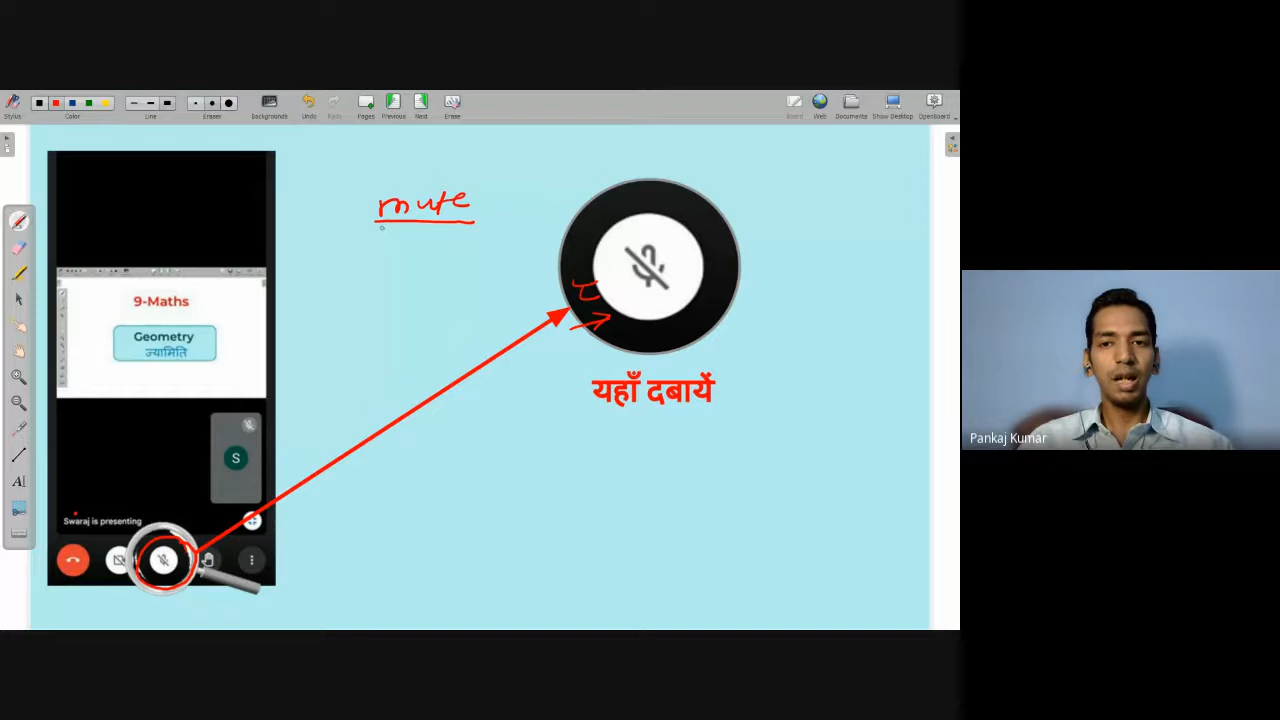 Stylus
Color
Line
Eraser
Backgrounds
Undo
Redo
Pages
Previous
Next
Erase
Board
Web
Documents
Show Desktop
OpenBoard
mute
9-Maths
Geometry
ज्यामिति
S
Swaraj is presenting
यहाँ दबायें
Pankaj Kumar